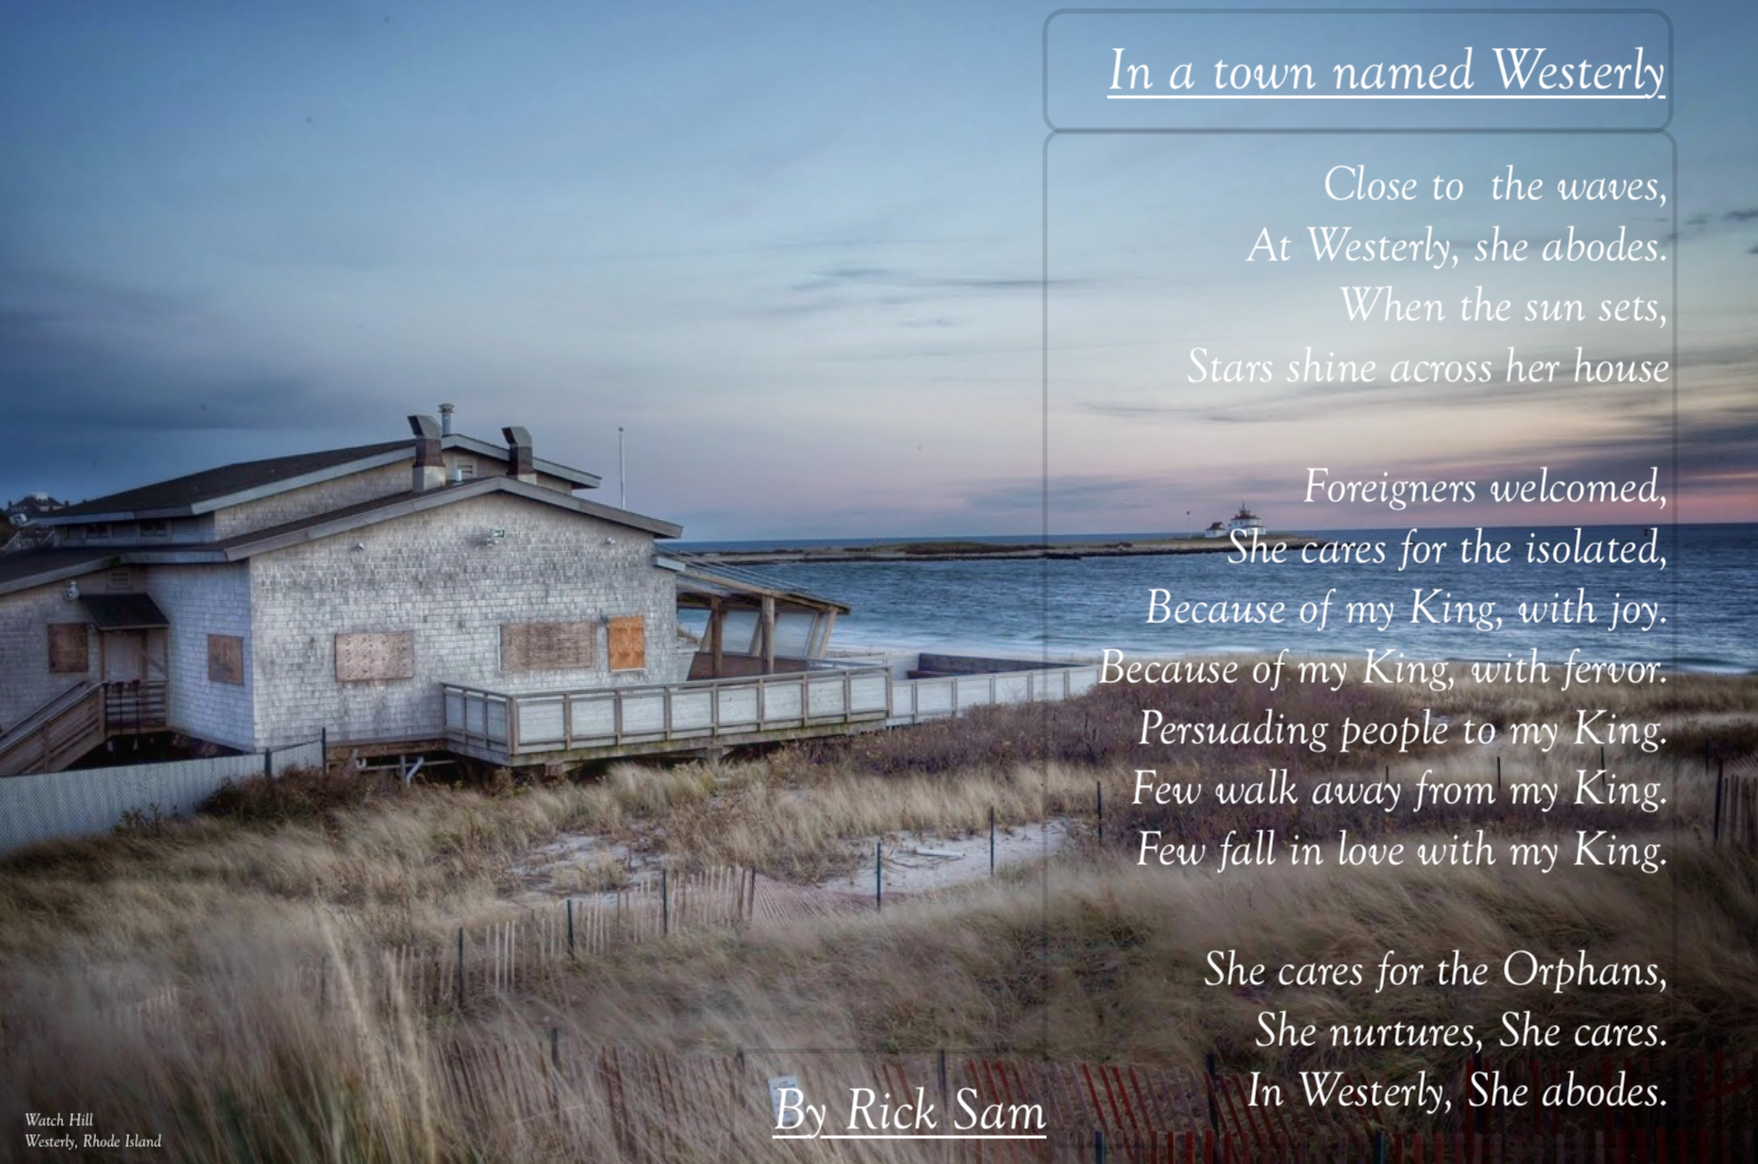 In a town named Westerly
Close to the waves,
At Westerly, she abodes.
When the sun sets,
Stars shine across her house
Foreigners welcomed,
She cares for the isolated,
Because of my King, with joy.
Because of my King, with fervor.
Persuading people to my King.
Few walk away from my King.
Few fall in love with my King.
She cares for the Orphans,
She nurtures, She cares.
In Westerly, She abodes.
By Rick Sam
Watch Hill
Westerly, Rhode Island